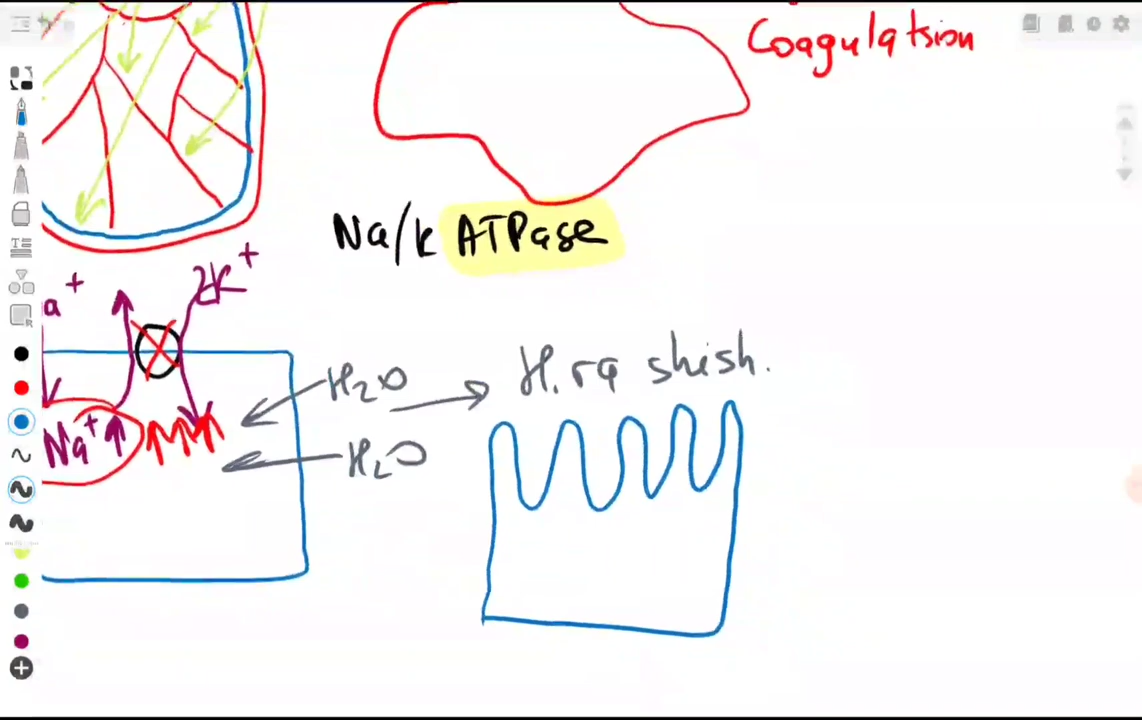 Coagulatsion
Na/k ATPase
a+
2K+
H2O
H.ra shish.
Na+
H2O